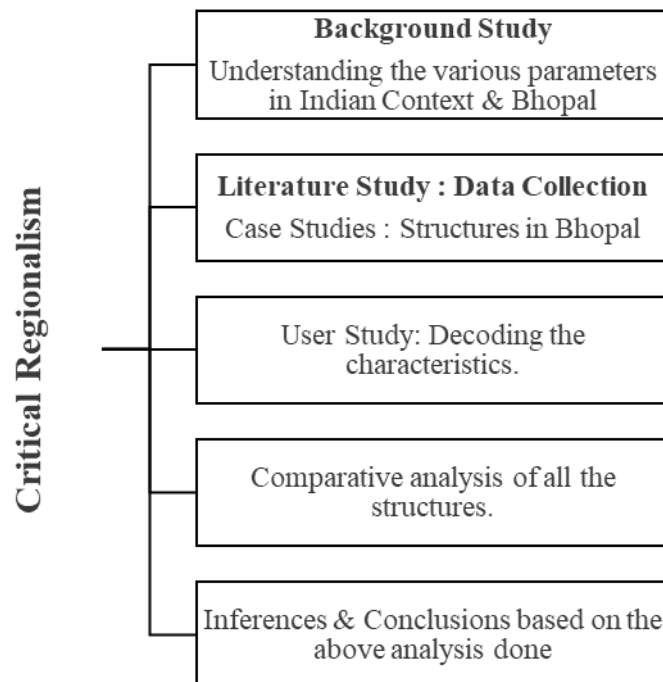 Critical Regionalism
Background Study
Understanding the various parameters
in Indian Context & Bhopal
Literature Study : Data Collection
Case Studies : Structures in Bhopal
User Study: Decoding the
characteristics.
Comparative analysis of all the
structures.
Inferences & Conclusions based on the
above analysis done